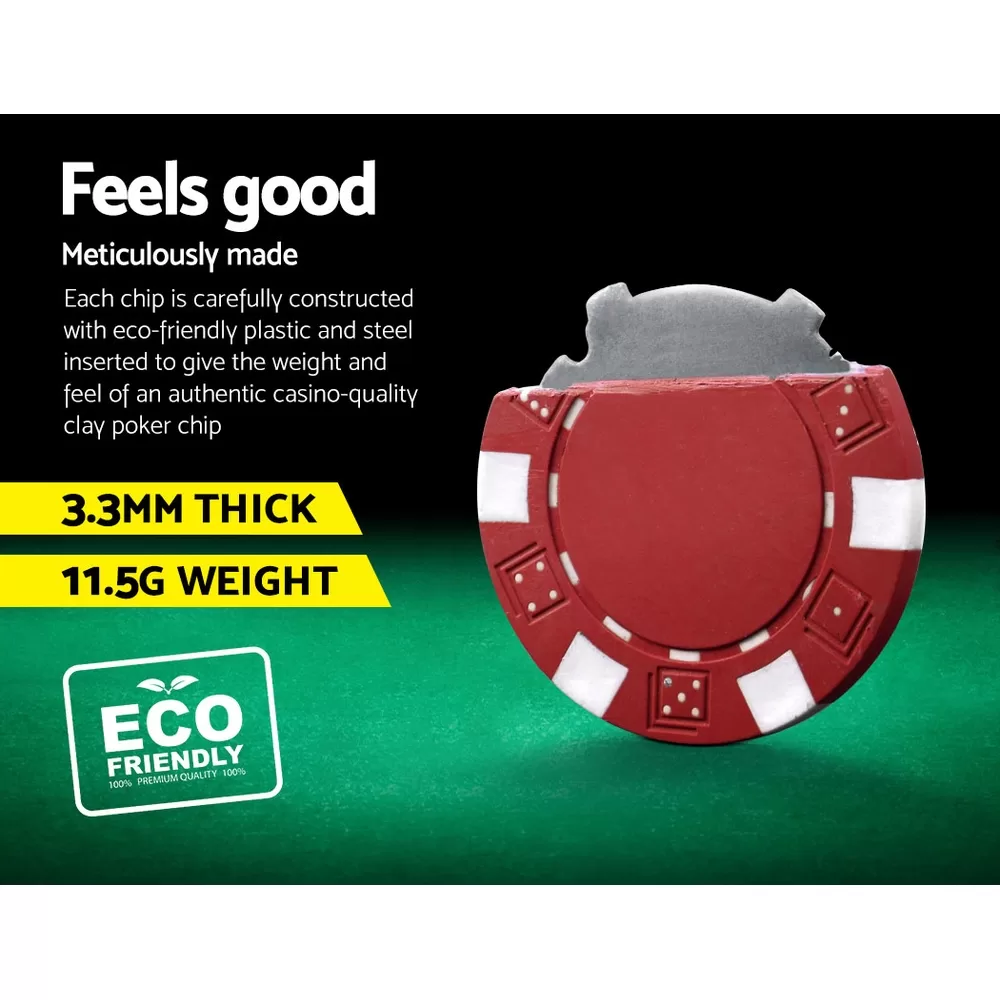 Feels good
Meticulously made
Each chip is carefully constructed
with eco-friendly plastic and steel
inserted to give the weight and
feel of an authentic casino-quality
clay poker chip
3.3MM THICK
11.5G WEIGHT
ECO
FRIENDLY
100% PREMIUM QUALITY 100%